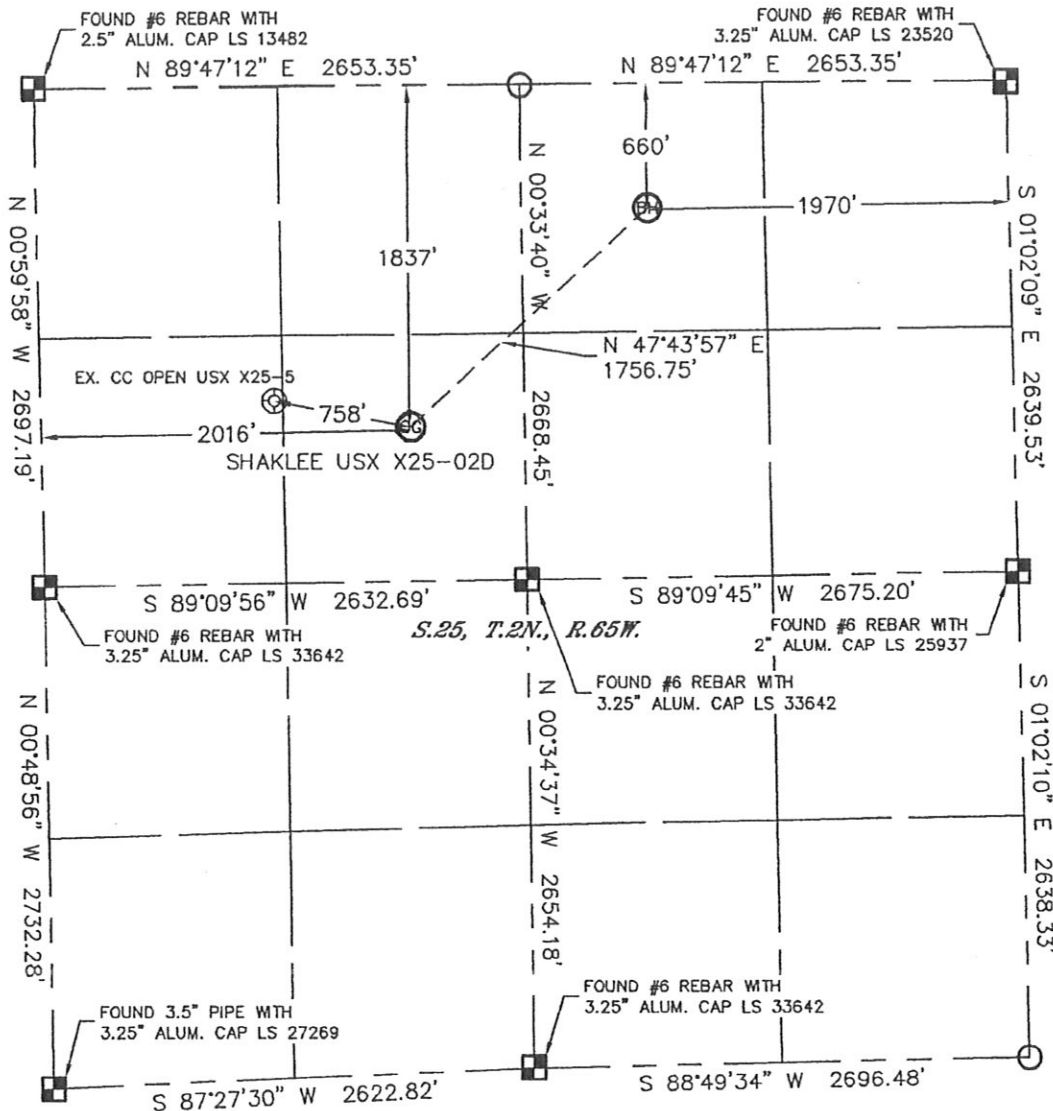 FOUND #6 REBAR WITH
2.5" ALUM. CAP LS 13482
FOUND #6 REBAR WITH
3.25" ALUM. CAP LS 23520
N 89°47'12" E 2653.35'
N 89°47'12" E 2653.35'
660'
BH
1970'
N 00°59'58" W 2697.19'
1837'
N 00°33'40" W 2668.45'
S 01°02'09" E 2639.53'
N 47°43'57" E
1756.75'
EX. CC OPEN USX X25-5
758'
2016'
SHAKLEE USX X25-02D
S 89°09'56" W 2632.69'
S 89°09'45" W 2675.20'
FOUND #6 REBAR WITH
3.25" ALUM. CAP LS 33642
S.25, T.2N., R.65W.
FOUND #6 REBAR WITH
2" ALUM. CAP LS 25937
FOUND #6 REBAR WITH
3.25" ALUM. CAP LS 33642
N 00°48'56" W 2732.28'
N 00°34'37" W 2654.18'
S 01°02'10" E 2638.33'
FOUND 3.5" PIPE WITH
3.25" ALUM. CAP LS 27269
FOUND #6 REBAR WITH
3.25" ALUM. CAP LS 33642
S 87°27'30" W 2622.82'
S 88°49'34" W 2696.48'